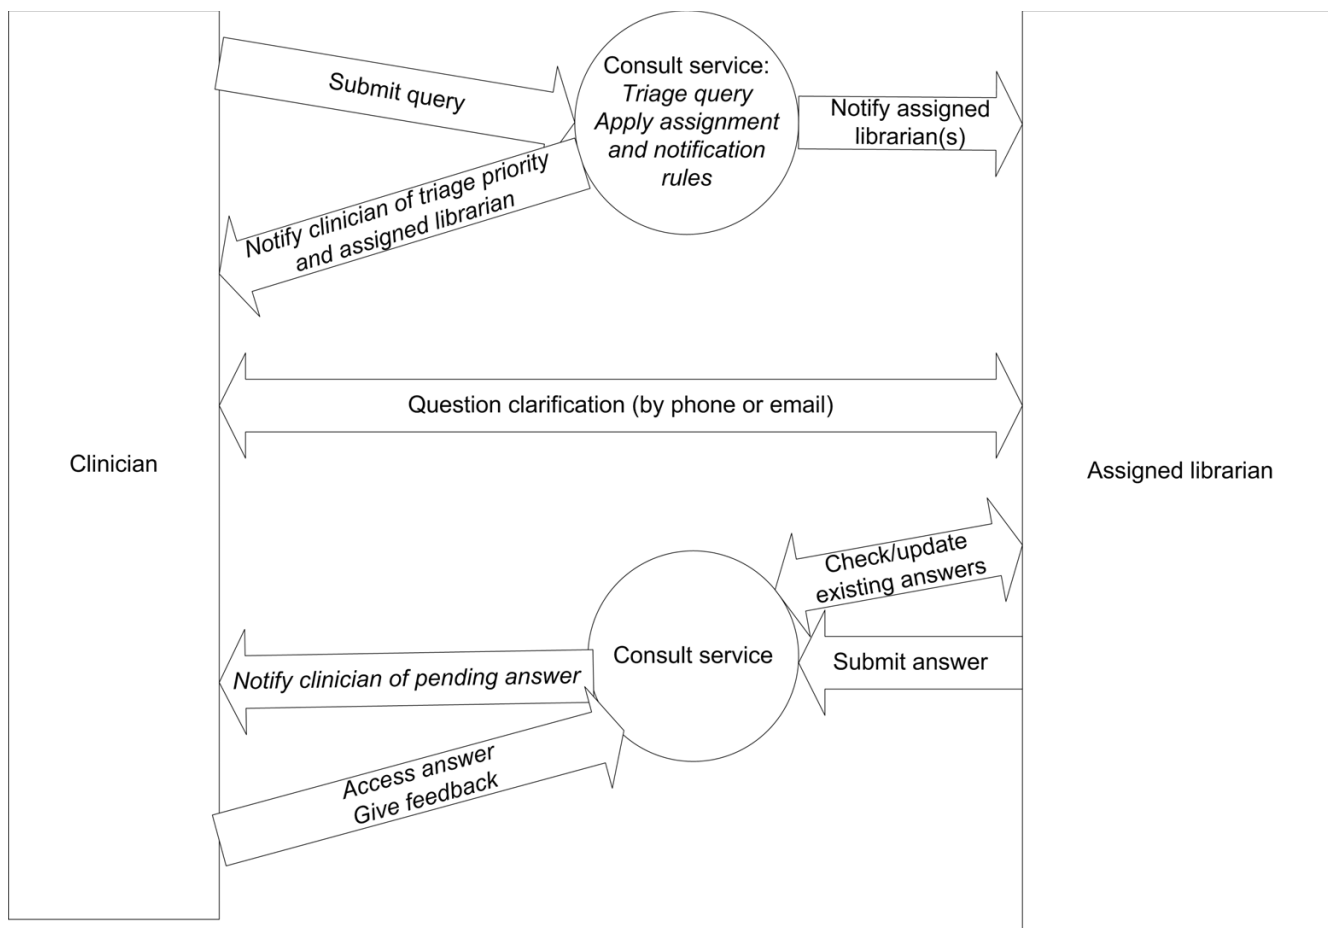 Submit query
Consult service:
Triage query
Apply assignment
and notification
rules
Notify assigned
librarian(s)
Notify clinician of triage priority
and assigned librarian
Question clarification (by phone or email)
Clinician
Assigned librarian
Check/update
existing answers
Consult service
Submit answer
Notify clinician of pending answer
Access answer
Give feedback